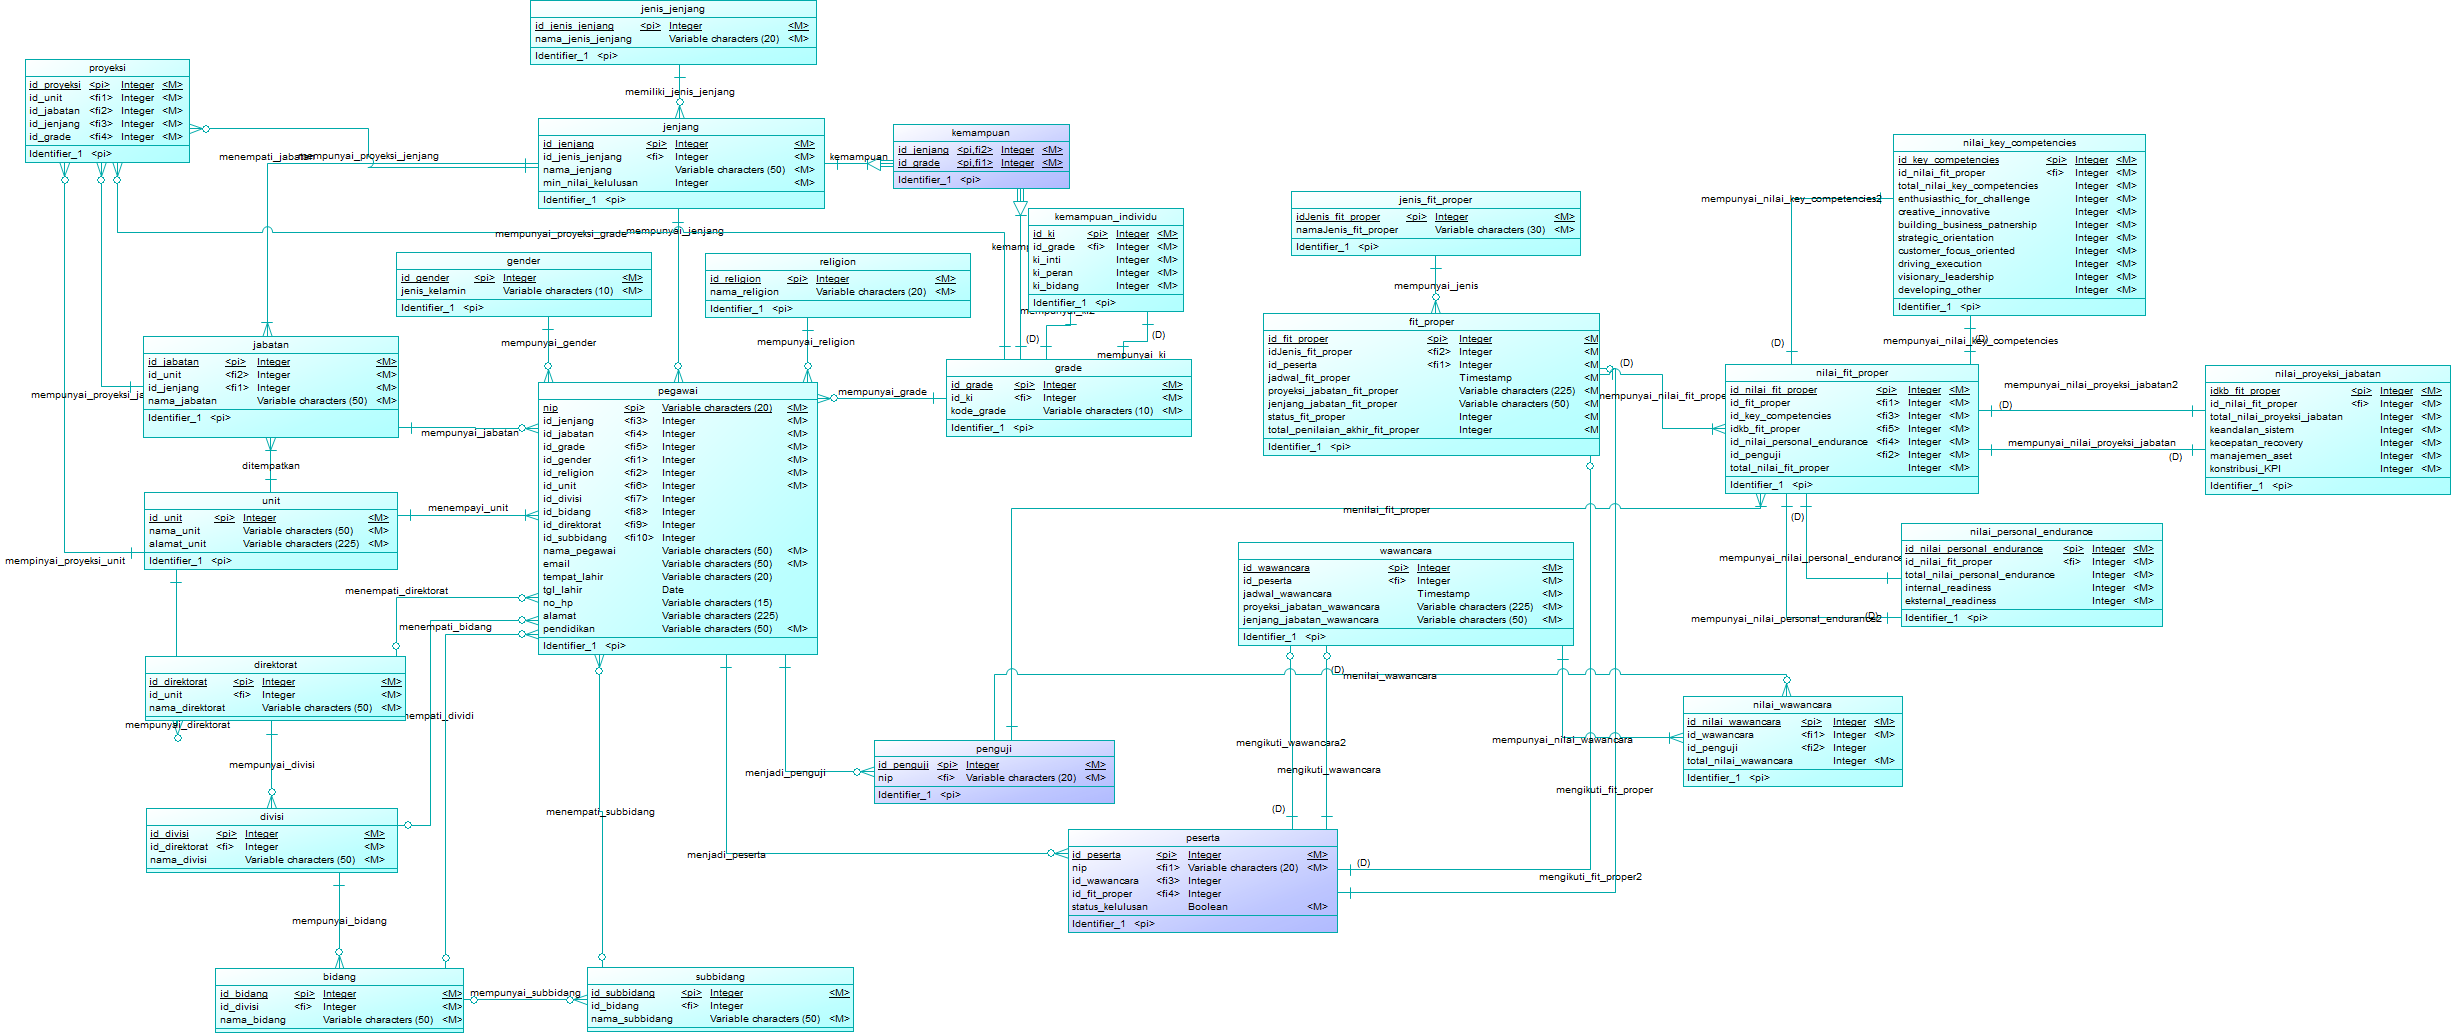 jenis_jenjang
id_jenis_jenjang <pi> Integer <M>
nama_jenis_jenjang Variable characters (20) <M>
Identifier_1 <pi>
memiliki_jenis_jenjang
proyeksi
id_proyeksi <pi> Integer <M>
id_unit <fi1> Integer <M>
id_jabatan <fi2> Integer <M>
id_jenjang <fi3> Integer <M>
id_grade <fi4> Integer <M>
Identifier_1 <pi>
mempunyai_proyeksi_jenjang
jenjang
id_jenjang <pi> Integer <M>
id_jenis_jenjang <fi> Integer <M>
nama_jenjang Variable characters (50) <M>
min_nilai_kelulusan Integer <M>
Identifier_1 <pi>
kemampuan
kemampuan
id_jenjang <pi,fi2> Integer <M>
id_grade <pi,fi1> Integer <M>
Identifier_1 <pi>
kemampuan_individu
id_ki <pi> Integer <M>
id_grade <fi> Integer <M>
ki_inti Integer <M>
ki_peran Integer <M>
ki_bidang Integer <M>
Identifier_1 <pi>
mempunyai_proyeksi_grade
mempunyai_jenjang
gender
id_gender <pi> Integer <M>
jenis_kelamin Variable characters (10) <M>
Identifier_1 <pi>
mempunyai_gender
religion
id_religion <pi> Integer <M>
nama_religion Variable characters (20) <M>
Identifier_1 <pi>
mempunyai_religion
(D)
(D)
mempunyai_ki
grade
id_grade <pi> Integer <M>
id_ki <fi> Integer <M>
kode_grade Variable characters (10) <M>
Identifier_1 <pi>
mempunyai_grade
jabatan
id_jabatan <pi> Integer <M>
id_unit <fi2> Integer <M>
id_jenjang <fi1> Integer <M>
nama_jabatan Variable characters (50) <M>
Identifier_1 <pi>
mempunyai_jabatan
ditempatkan
unit
id_unit <pi> Integer <M>
nama_unit Variable characters (50) <M>
alamat_unit Variable characters (225) <M>
Identifier_1 <pi>
mempinyai_proyeksi_unit
menempayi_unit
pegawai
nip <pi> Variable characters (20) <M>
id_jenjang <fi3> Integer <M>
id_jabatan <fi4> Integer <M>
id_grade <fi5> Integer <M>
id_gender <fi1> Integer <M>
id_religion <fi2> Integer <M>
id_unit <fi6> Integer <M>
id_divisi <fi7> Integer
id_bidang <fi8> Integer
id_direktorat <fi9> Integer
id_subbidang <fi10> Integer
nama_pegawai Variable characters (50) <M>
email Variable characters (50) <M>
tempat_lahir Variable characters (20)
tgl_lahir Date
no_hp Variable characters (15)
alamat Variable characters (225)
pendidikan Variable characters (50) <M>
Identifier_1 <pi>
menempati_direktorat
menempati_bidang
direktorat
id_direktorat <pi> Integer <M>
id_unit <fi> Integer <M>
nama_direktorat Variable characters (50) <M>
mempunyai_direktorat
mempunyai_divisi
divisi
id_divisi <pi> Integer <M>
id_direktorat <fi> Integer <M>
nama_divisi Variable characters (50) <M>
mempunyai_bidang
bidang
id_bidang <pi> Integer <M>
id_divisi <fi> Integer <M>
nama_bidang Variable characters (50) <M>
mempunyai_subbidang
subbidang
id_subbidang <pi> Integer <M>
id_bidang <fi> Integer
nama_subbidang Variable characters (50) <M>
menempati_subbidang
menjadi_penguji
menjadi_peserta
penguji
id_penguji <pi> Integer <M>
nip <fi> Variable characters (20) <M>
Identifier_1 <pi>
peserta
id_peserta <pi> Integer <M>
nip <fi1> Variable characters (20) <M>
id_wawancara <fi3> Integer
id_fit_proper <fi4> Integer
status_kelulusan Boolean <M>
Identifier_1 <pi>
(D)
(D)
(D)
mengikuti_wawancara2
mengikuti_wawancara
mengikuti_fit_proper
mengikuti_fit_proper2
wawancara
id_wawancara <pi> Integer <M>
id_peserta <fi> Integer <M>
jadwal_wawancara Timestamp <M>
proyeksi_jabatan_wawancara Variable characters (225) <M>
jenjang_jabatan_wawancara Variable characters (50) <M>
Identifier_1 <pi>
menilai_fit_proper
menilai_wawancara
mempunyai_nilai_wawancara
nilai_wawancara
id_nilai_wawancara <pi> Integer <M>
id_wawancara <fi1> Integer <M>
id_penguji <fi2> Integer
total_nilai_wawancara Integer <M>
Identifier_1 <pi>
jenis_fit_proper
idJenis_fit_proper <pi> Integer <M>
namaJenis_fit_proper Variable characters (30) <M>
Identifier_1 <pi>
mempunyai_jenis
fit_proper
id_fit_proper <pi> Integer <M
idJenis_fit_proper <fi2> Integer <M
id_peserta <fi1> Integer <M
jadwal_fit_proper Timestamp <M
proyeksi_jabatan_fit_proper Variable characters (225) <M
jenjang_jabatan_fit_proper Variable characters (50) <M
status_fit_proper Integer <M
total_penilaian_akhir_fit_proper Integer <M
Identifier_1 <pi>
(D)
nilai_key_competencies
id_key_competencies <pi> Integer <M>
id_nilai_fit_proper <fi> Integer <M>
total_nilai_key_competencies Integer <M>
enthusiasthic_for_challenge Integer <M>
creative_innovative Integer <M>
building_business_patnership Integer <M>
strategic_orientation Integer <M>
customer_focus_oriented Integer <M>
driving_execution Integer <M>
visionary_leadership Integer <M>
developing_other Integer <M>
Identifier_1 <pi>
mempunyai_nilai_key_competencies2
(D)
(D)
mempunyai_nilai_key_competencies
nilai_fit_proper
id_nilai_fit_proper <pi> Integer <M>
id_fit_proper <fi1> Integer <M>
id_key_competencies <fi3> Integer <M>
idkb_fit_proper <fi5> Integer <M>
id_nilai_personal_endurance <fi4> Integer <M>
id_penguji <fi2> Integer <M>
total_nilai_fit_proper Integer <M>
Identifier_1 <pi>
mempunyai_nilai_proyeksi_jabatan2
(D)
mempunyai_nilai_proyeksi_jabatan
(D)
nilai_proyeksi_jabatan
idkb_fit_proper <pi> Integer <M>
id_nilai_fit_proper <fi> Integer <M>
total_nilai_proyeksi_jabatan Integer <M>
keandalan_sistem Integer <M>
kecepatan_recovery Integer <M>
manajemen_aset Integer <M>
konstribusi_KPI Integer <M>
Identifier_1 <pi>
(D)
mempunyai_nilai_personal_endurance
mempunyai_nilai_personal_endurance2
(D)
nilai_personal_endurance
id_nilai_personal_endurance <pi> Integer <M>
id_nilai_fit_proper <fi> Integer <M>
total_nilai_personal_endurance Integer <M>
internal_readiness Integer <M>
eksternal_readiness Integer <M>
Identifier_1 <pi>